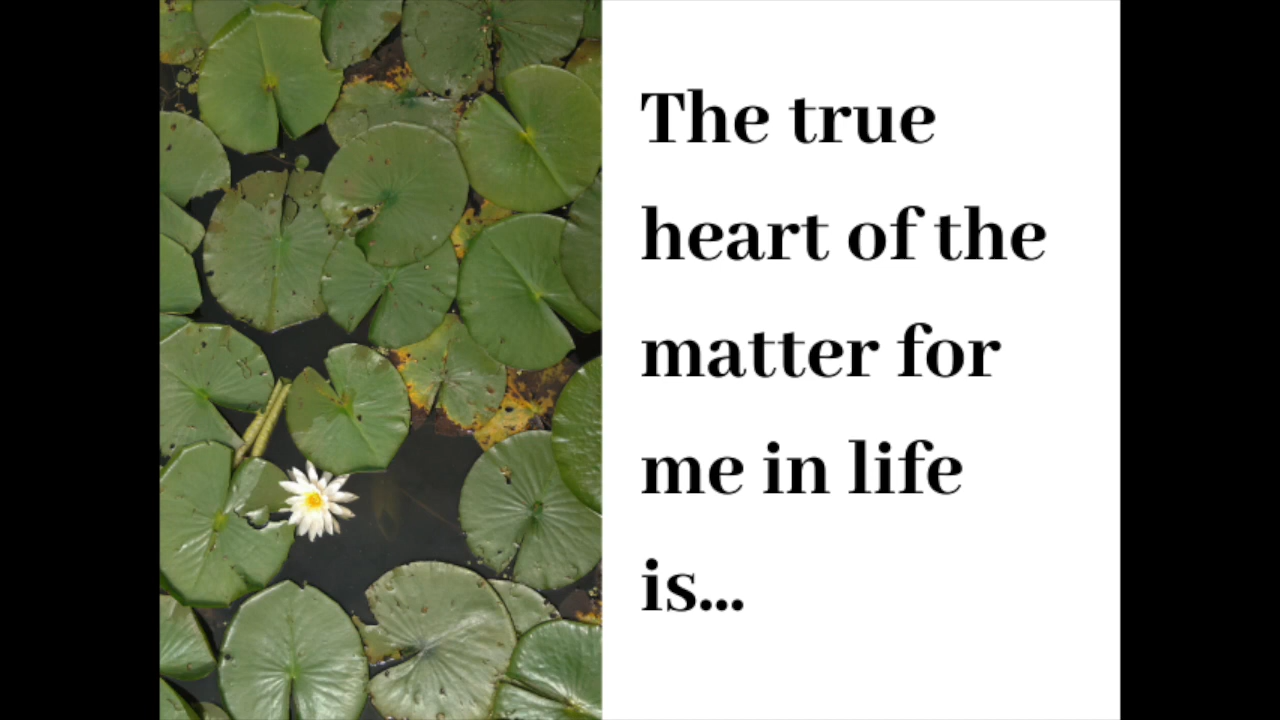 The true
heart of the
matter for
me in life
is...